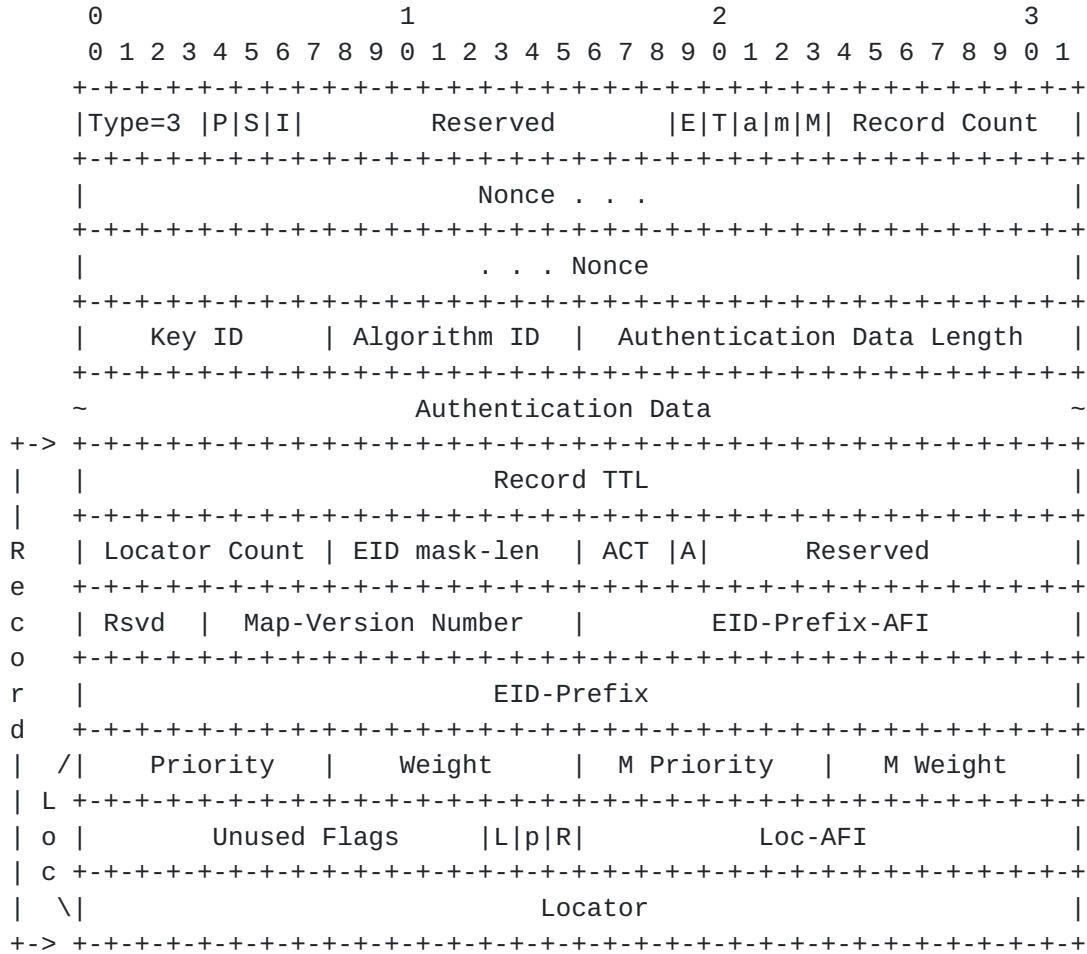 0                   1                   2                   3
 0 1 2 3 4 5 6 7 8 9 0 1 2 3 4 5 6 7 8 9 0 1 2 3 4 5 6 7 8 9 0 1
    +-+-+-+-+-+-+-+-+-+-+-+-+-+-+-+-+-+-+-+-+-+-+-+-+-+-+-+-+-+-+-+-+
    |Type=3 |P|S|I|        Reserved       |E|T|a|m|M| Record Count  |
    +-+-+-+-+-+-+-+-+-+-+-+-+-+-+-+-+-+-+-+-+-+-+-+-+-+-+-+-+-+-+-+-+
    |                         Nonce . . .                           |
    +-+-+-+-+-+-+-+-+-+-+-+-+-+-+-+-+-+-+-+-+-+-+-+-+-+-+-+-+-+-+-+-+
    |                         . . . Nonce                           |
    +-+-+-+-+-+-+-+-+-+-+-+-+-+-+-+-+-+-+-+-+-+-+-+-+-+-+-+-+-+-+-+-+
    |    Key ID     | Algorithm ID  |  Authentication Data Length   |
    +-+-+-+-+-+-+-+-+-+-+-+-+-+-+-+-+-+-+-+-+-+-+-+-+-+-+-+-+-+-+-+-+
    ~                     Authentication Data                       ~
+-> +-+-+-+-+-+-+-+-+-+-+-+-+-+-+-+-+-+-+-+-+-+-+-+-+-+-+-+-+-+-+-+-+
|   |                          Record TTL                           |
|   +-+-+-+-+-+-+-+-+-+-+-+-+-+-+-+-+-+-+-+-+-+-+-+-+-+-+-+-+-+-+-+-+
R   | Locator Count | EID mask-len  | ACT |A|      Reserved         |
e   +-+-+-+-+-+-+-+-+-+-+-+-+-+-+-+-+-+-+-+-+-+-+-+-+-+-+-+-+-+-+-+-+
c   | Rsvd  |  Map-Version Number   |        EID-Prefix-AFI         |
o   +-+-+-+-+-+-+-+-+-+-+-+-+-+-+-+-+-+-+-+-+-+-+-+-+-+-+-+-+-+-+-+-+
r   |                          EID-Prefix                           |
d   +-+-+-+-+-+-+-+-+-+-+-+-+-+-+-+-+-+-+-+-+-+-+-+-+-+-+-+-+-+-+-+-+
|  /|    Priority   |    Weight     |  M Priority   |   M Weight    |
| L +-+-+-+-+-+-+-+-+-+-+-+-+-+-+-+-+-+-+-+-+-+-+-+-+-+-+-+-+-+-+-+-+
| o |        Unused Flags     |L|p|R|           Loc-AFI             |
| c +-+-+-+-+-+-+-+-+-+-+-+-+-+-+-+-+-+-+-+-+-+-+-+-+-+-+-+-+-+-+-+-+
|  \|                             Locator                           |
+-> +-+-+-+-+-+-+-+-+-+-+-+-+-+-+-+-+-+-+-+-+-+-+-+-+-+-+-+-+-+-+-+-+